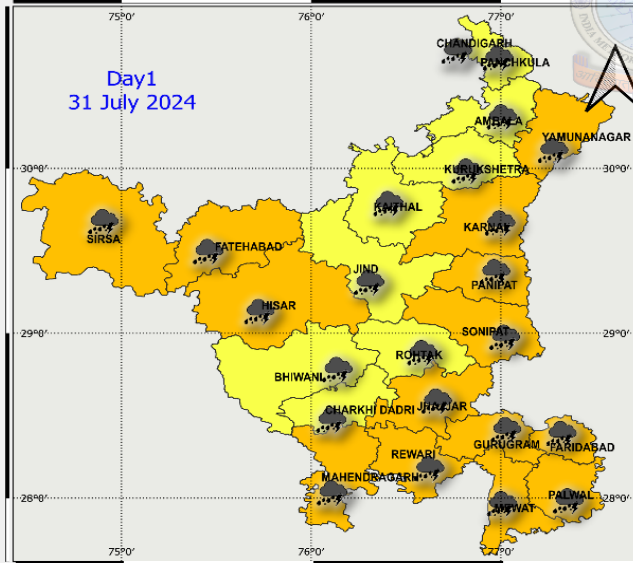 75°0'
76°0'
77°0'
Day1
31 July 2024
CHANDIGARH
PANCHKULA
AMBALA
YAMUNANAGAR
30°0'
30°0'
KURUKSHETRA
KAITHAL
KARNAL
SIRSA
FATEHABAD
JIND
PANIPAT
HISAR
29°0'
SONIPAT
29°0'
ROHTAK
BHIWANI
CHARKHI DADRI
JHAJJAR
GURUGRAM
FARIDABAD
REWARI
MAHENDRAGARH
28°0'
MEWAT
PALWAL
28°0'
75°0'
76°0'
77°0'